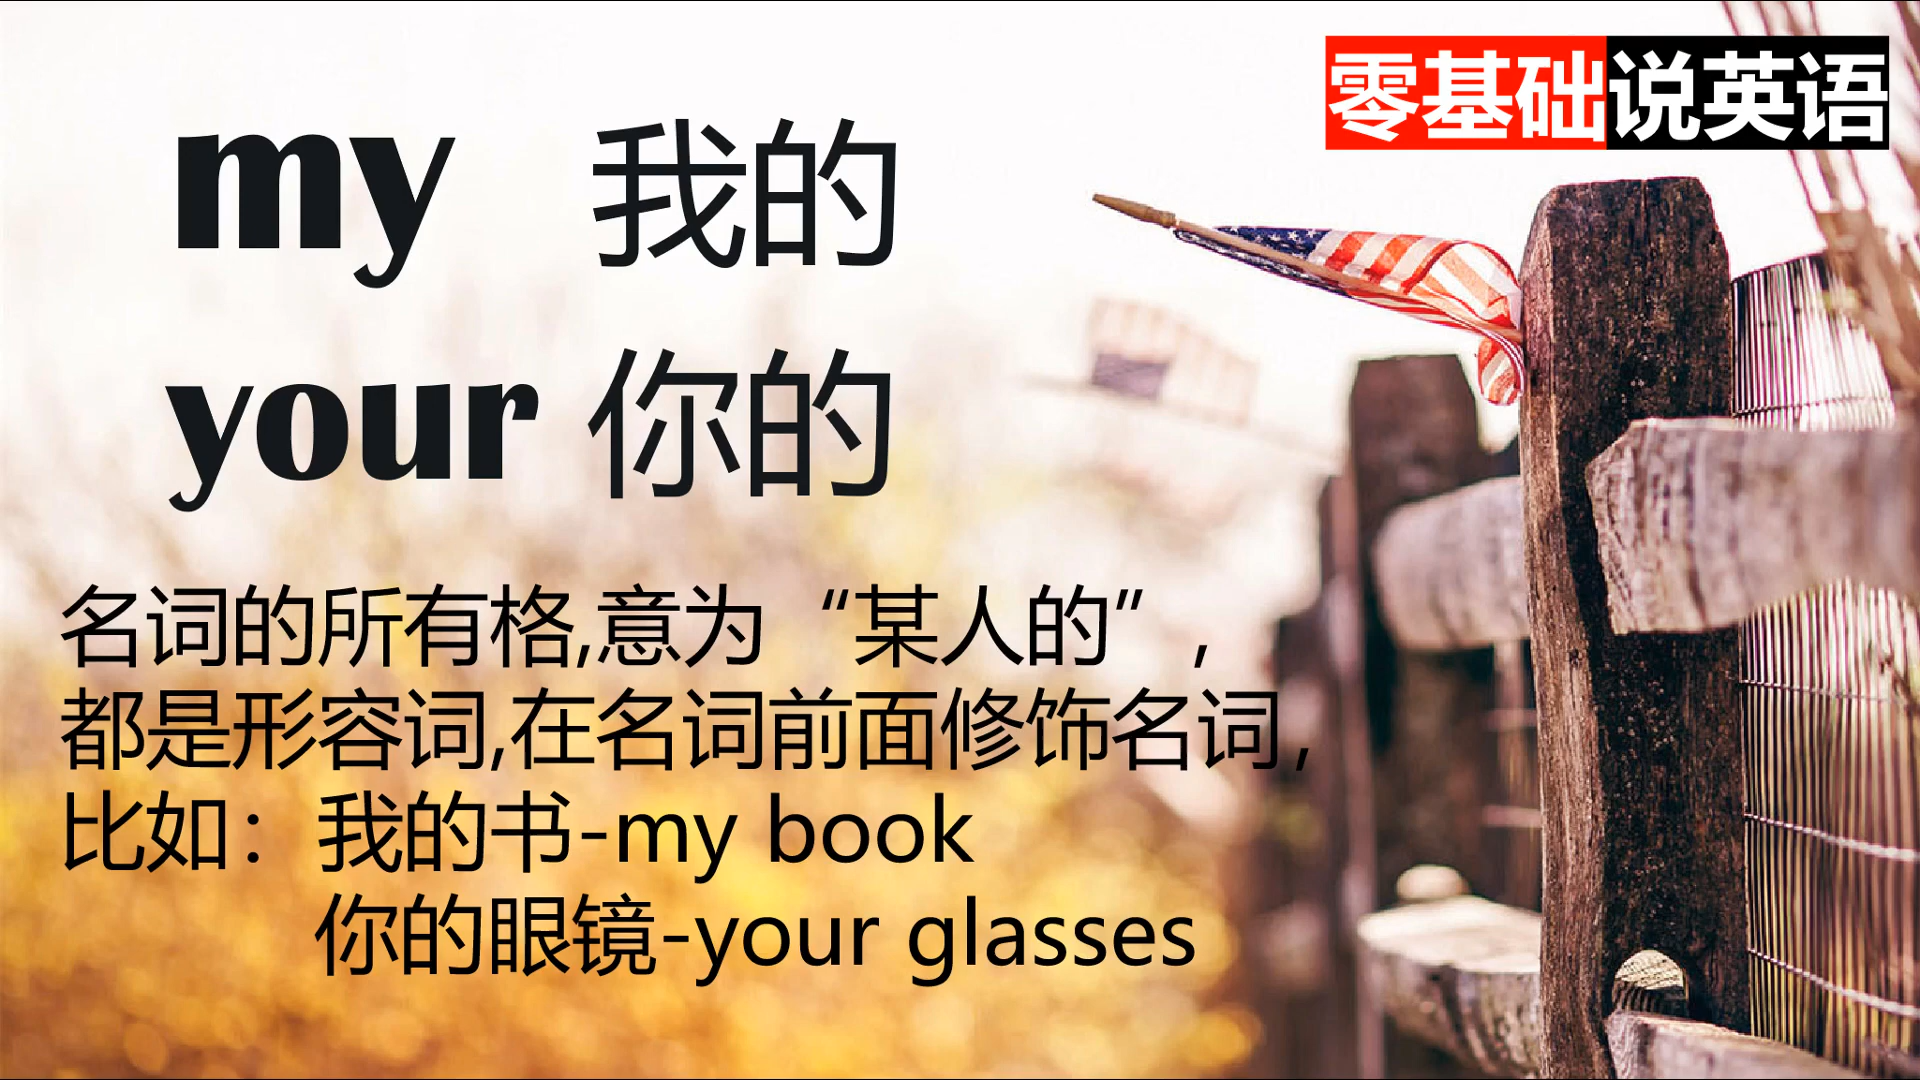 零基础说英语
my 我的
your 你的
名词的所有格,意为“某人的”,
都是形容词,在名词前面修饰名词,
比如：我的书-my book
你的眼镜-your glasses